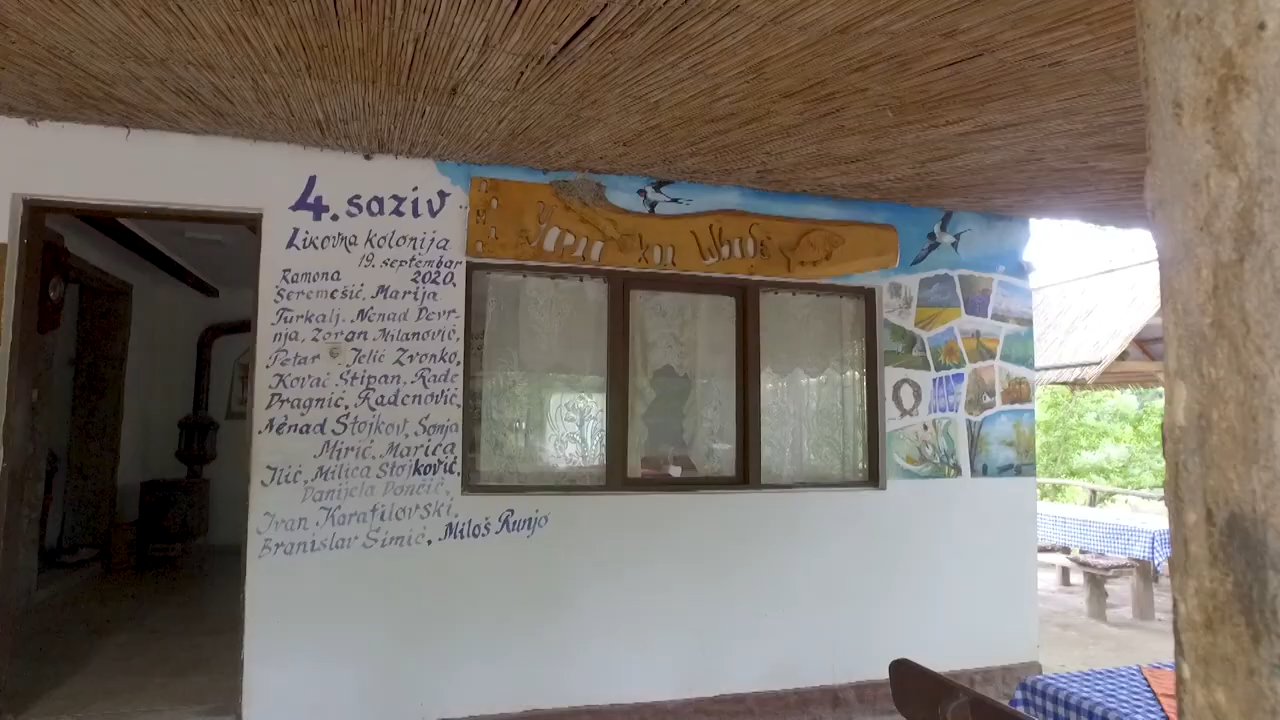 4. saziv
Likovna kolonija
19. septembar
Ramona 2020.
Seremešić, Marija
Turkalj. Nenad Devr-
nja, Zoran Milanović,
Petar Jelić Zvonko,
Kovač Stipan. Rade
Dragnić, Radenović,
Nenad Stojkov, Sonja
Mirić, Marica
Ilić, Milica Stojković,
Danijela Dončić,
Ivan Karafilovski,
Branislav Simić, Miloš Runjo
Чарда код